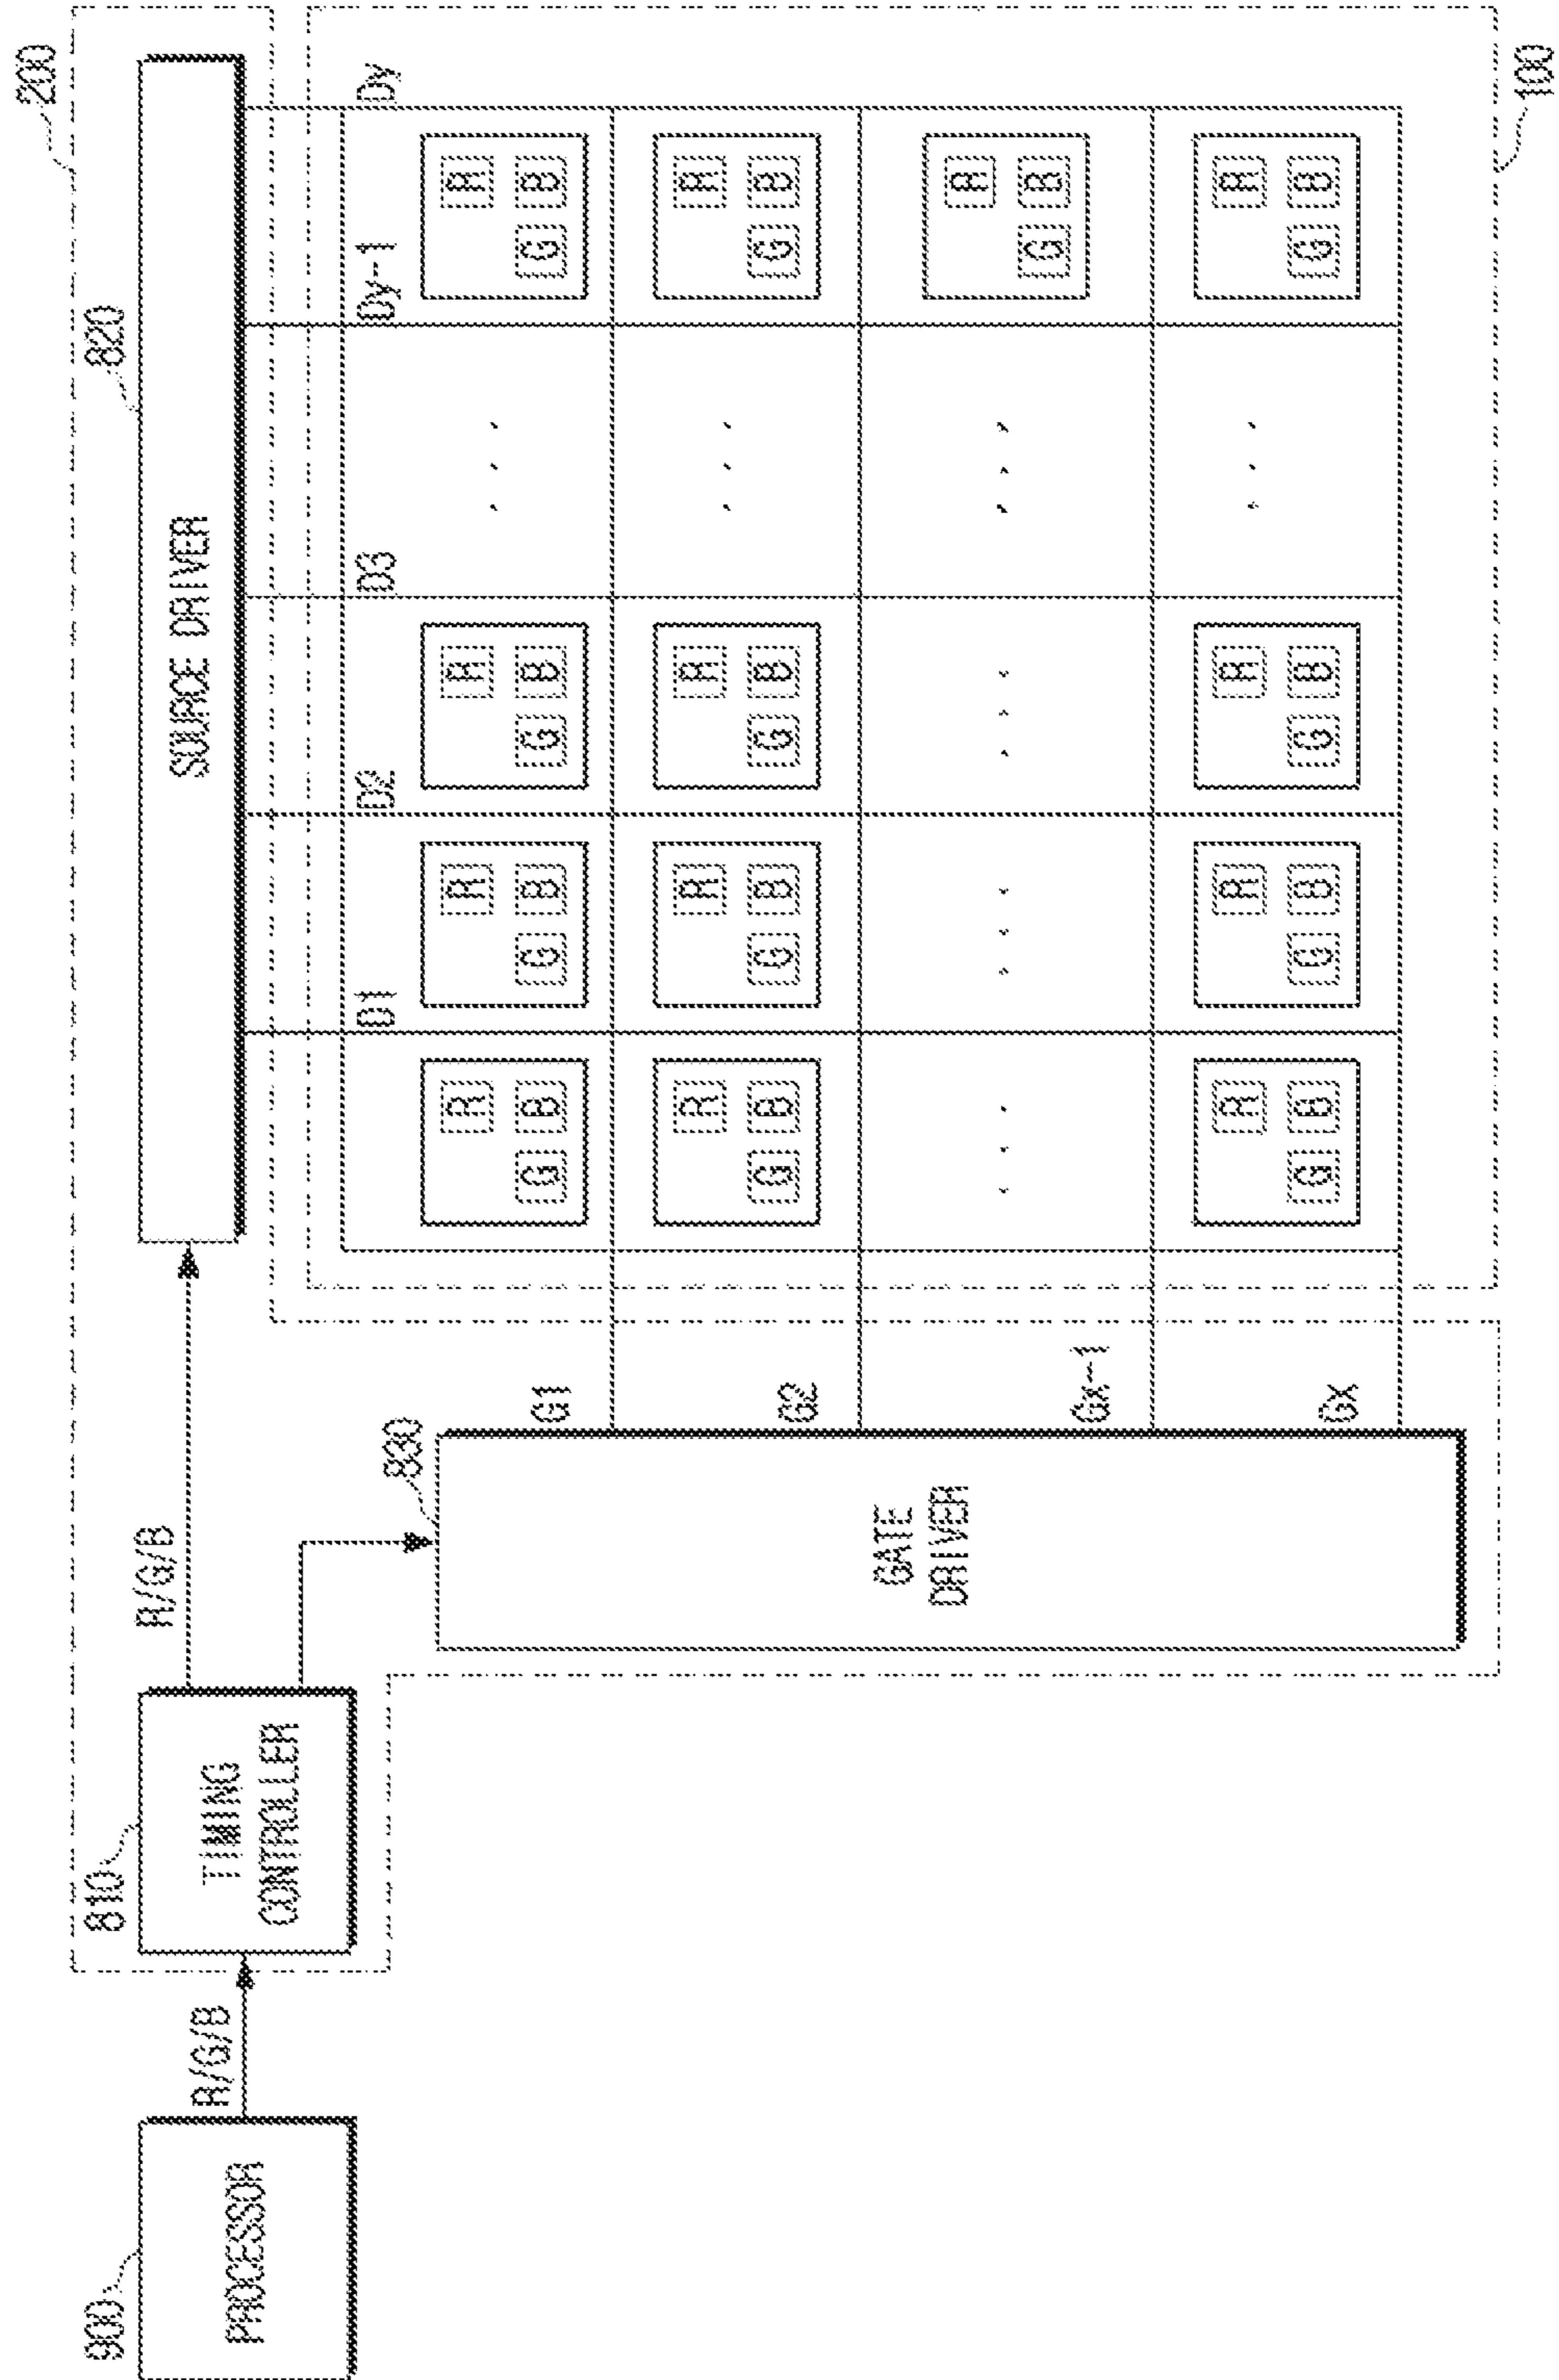 200
900
810
820
PROCESSOR
R/G/B
TIMING
CONTROLLER
R/G/B
SOURCE DRIVER
D1 D2 D3 Dy-1 Dy
830
GATE
DRIVER
G1
R R R R
G B G B G B G B
G2
R R R R
G B G B G B G B
Gx-1
R
G B
Gx
R R R R
G B G B G B G B
100